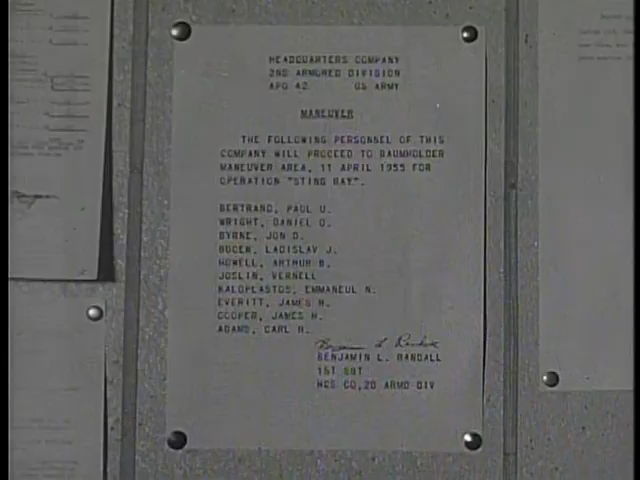 HEADQUARTERS COMPANY
2ND ARMORED DIVISION
APO 42 US ARMY
MANEUVER
THE FOLLOWING PERSONNEL OF THIS
COMPANY WILL PROCEED TO BAUMHOLDER
MANEUVER AREA, 11 APRIL 1955 FOR
OPERATION "STING RAY".
BERTRAND, PAUL U.
WRIGHT, DANIEL O.
BYRNE, JON D.
BOCEK, LADISLAV J.
HOWELL, ARTHUR B.
JOSLIN, VERNELL
KALOPLASTOS, EMMANEUL N.
EVERITT, JAMES H.
COOPER, JAMES H.
ADAMS, CARL R.
Benjamin L. Randall
BENJAMIN L. RANDALL
1ST SGT
HQS CO, 2D ARMD DIV